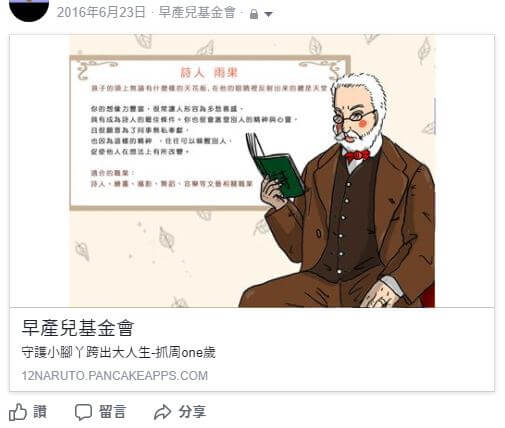 2016年6月23日 · 早產兒基金會 ·
詩人 雨果
孩子的頭上無論有什麼樣的天花板,在他的眼睛裡反射出來的總是天堂
你的想像力豐富,很常讓人形容為多愁善感,
具有成為詩人的職位條件。你也很會激發別人的精神與心靈,
且很願意為了同事無私奉獻,
也因為這樣的精神 ,往往可以喚醒別人,
促使他人在想法上有所改變。
適合的職業:
詩人、繪畫、攝影、舞蹈、音樂等文藝相關職業
早產兒基金會
守護小腳丫跨出大人生-抓周one歲
12NARUTO.PANCAKEAPPS.COM
讚 留言 分享